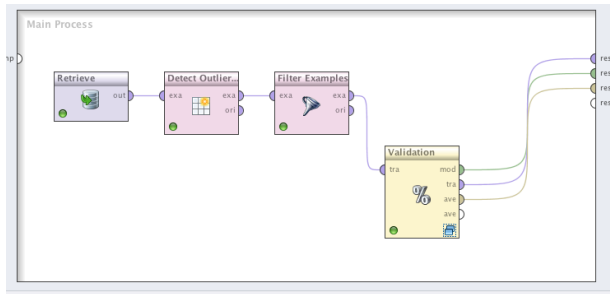 Main Process
np
res
res
res
res
Retrieve
out
Detect Outlier...
exa
exa
ori
Filter Examples
exa
exa
ori
Validation
tra
mod
tra
ave
ave
%